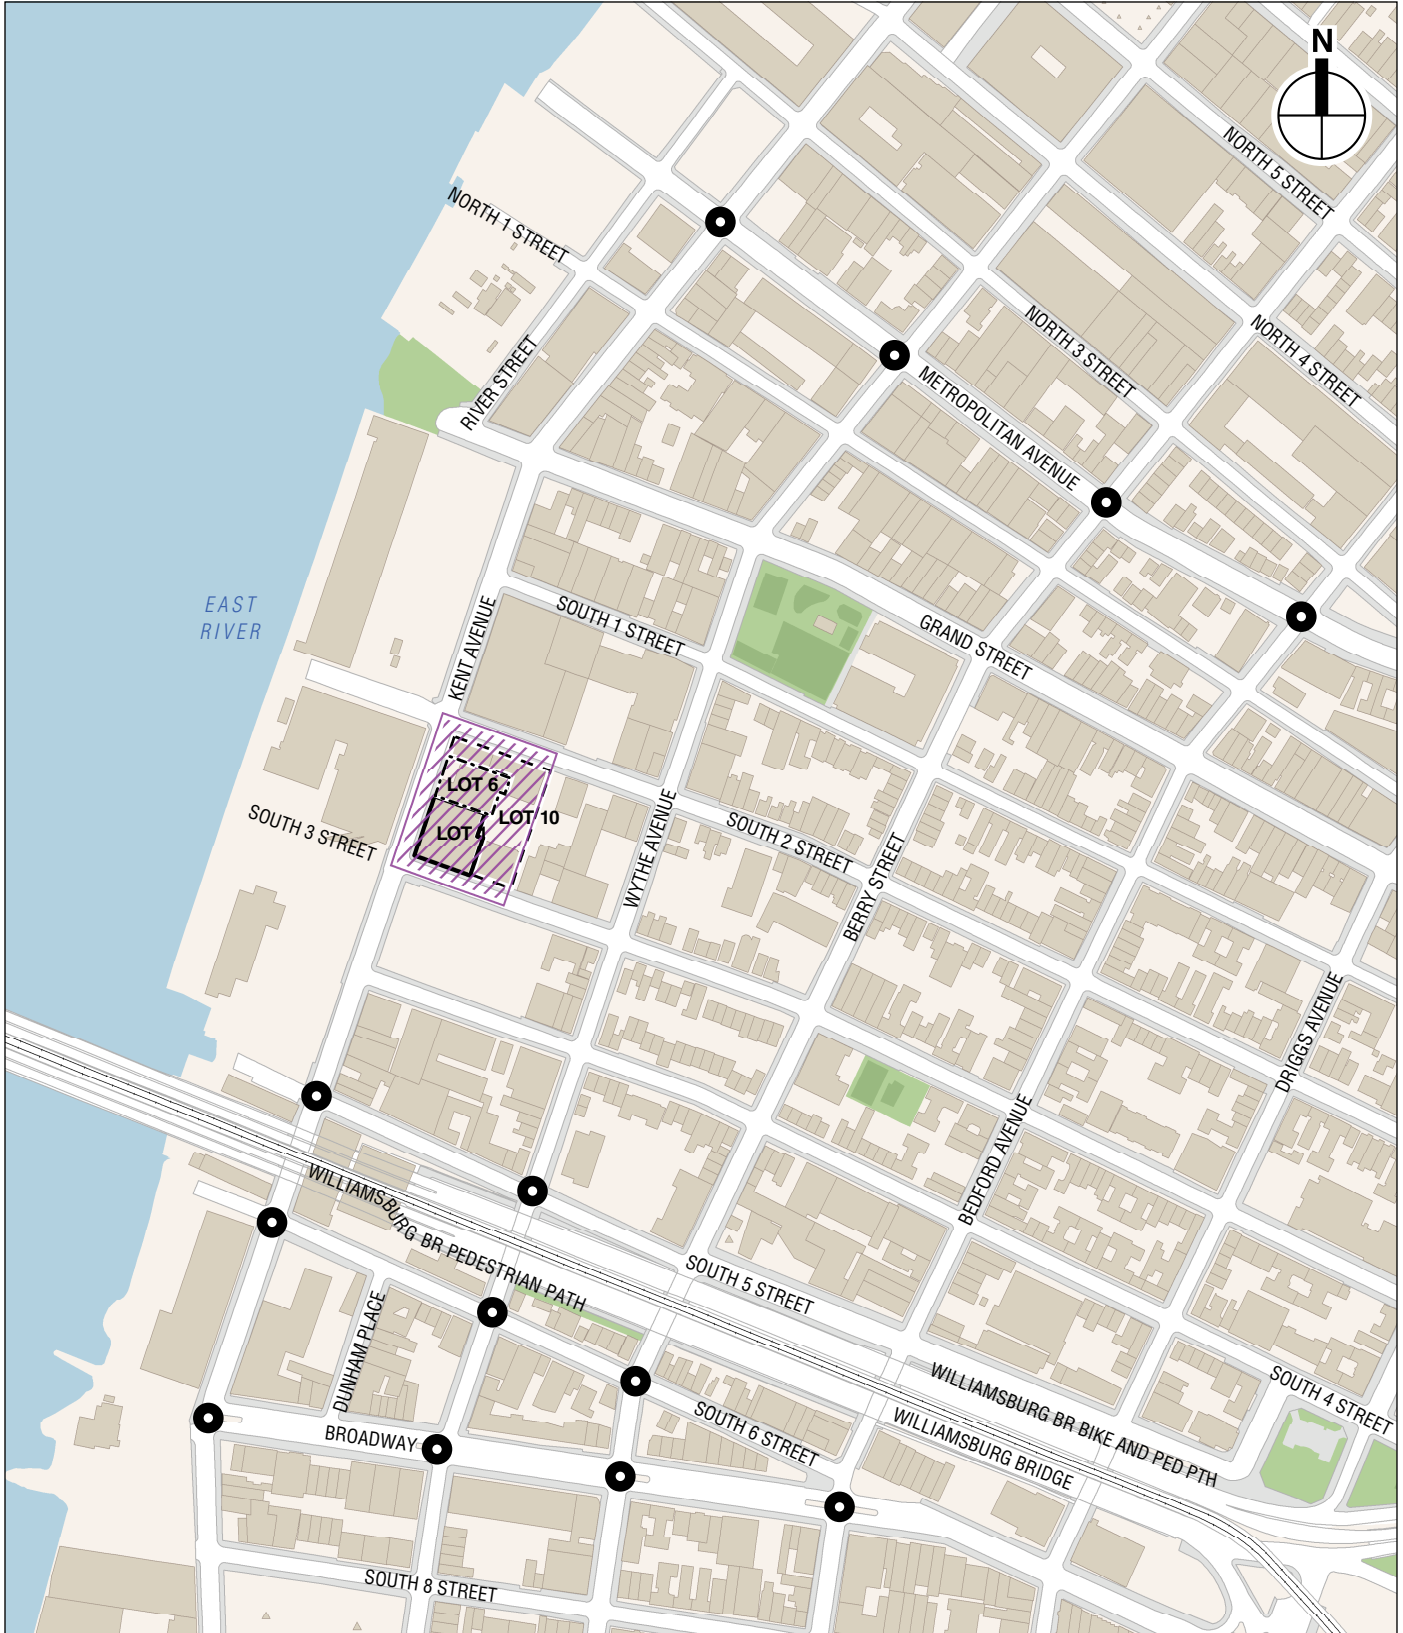 N
NORTH 5 STREET
NORTH 1 STREET
NORTH 3 STREET
NORTH 4 STREET
RIVER STREET
METROPOLITAN AVENUE
EAST
RIVER
KENT AVENUE
SOUTH 1 STREET
GRAND STREET
LOT 6
LOT 10
LOT
SOUTH 3 STREET
WYTHE AVENUE
SOUTH 2 STREET
BERRY STREET
DRIGGS AVENUE
BEDFORD AVENUE
WILLIAMSBURG BR PEDESTRIAN PATH
SOUTH 5 STREET
DUNHAM PLACE
WILLIAMSBURG BR BIKE AND PED PTH
SOUTH 4 STREET
WILLIAMSBURG BRIDGE
SOUTH 6 STREET
BROADWAY
SOUTH 8 STREET